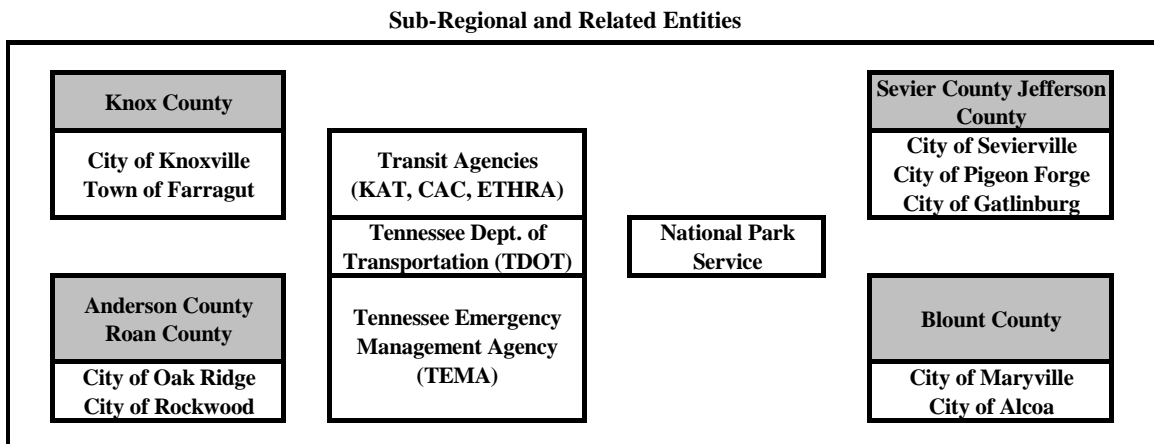 Sub-Regional and Related Entities
Knox County
City of Knoxville
Town of Farragut
Anderson County
Roan County
City of Oak Ridge
City of Rockwood
Transit Agencies
(KAT, CAC, ETHRA)
Tennessee Dept. of
Transportation (TDOT)
Tennessee Emergency
Management Agency
(TEMA)
National Park
Service
Sevier County Jefferson
County
City of Sevierville
City of Pigeon Forge
City of Gatlinburg
Blount County
City of Maryville
City of Alcoa